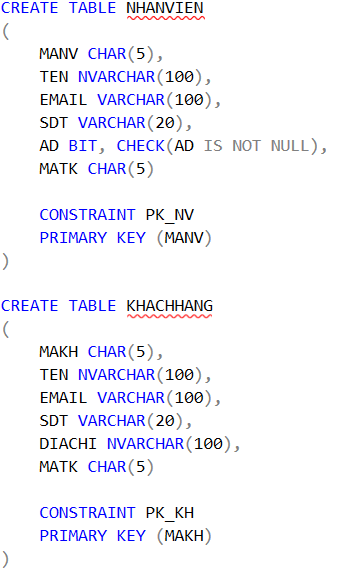 CREATE TABLE NHANVIEN
(
MANV CHAR(5),
TEN NVARCHAR(100),
EMAIL VARCHAR(100),
SDT VARCHAR(20),
AD BIT, CHECK(AD IS NOT NULL),
MATK CHAR(5)
CONSTRAINT PK_NV
PRIMARY KEY (MANV)
)
CREATE TABLE KHACHHANG
(
MAKH CHAR(5),
TEN NVARCHAR(100),
EMAIL VARCHAR(100),
SDT VARCHAR(20),
DIACHI NVARCHAR(100),
MATK CHAR(5)
CONSTRAINT PK_KH
PRIMARY KEY (MAKH)
)